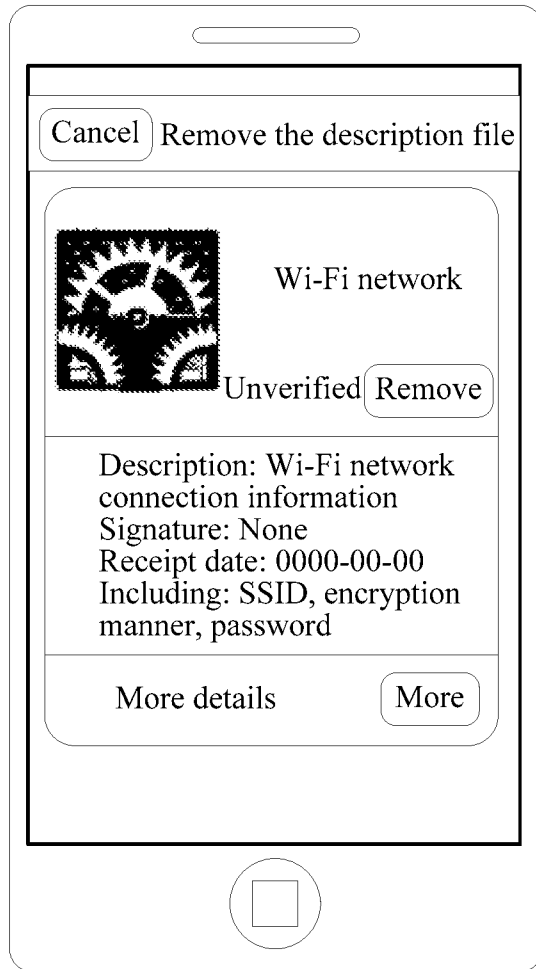 Cancel Remove the description file
Wi-Fi network
Unverified Remove
Description: Wi-Fi network
connection information
Signature: None
Receipt date: 0000-00-00
Including: SSID, encryption
manner, password
More details More